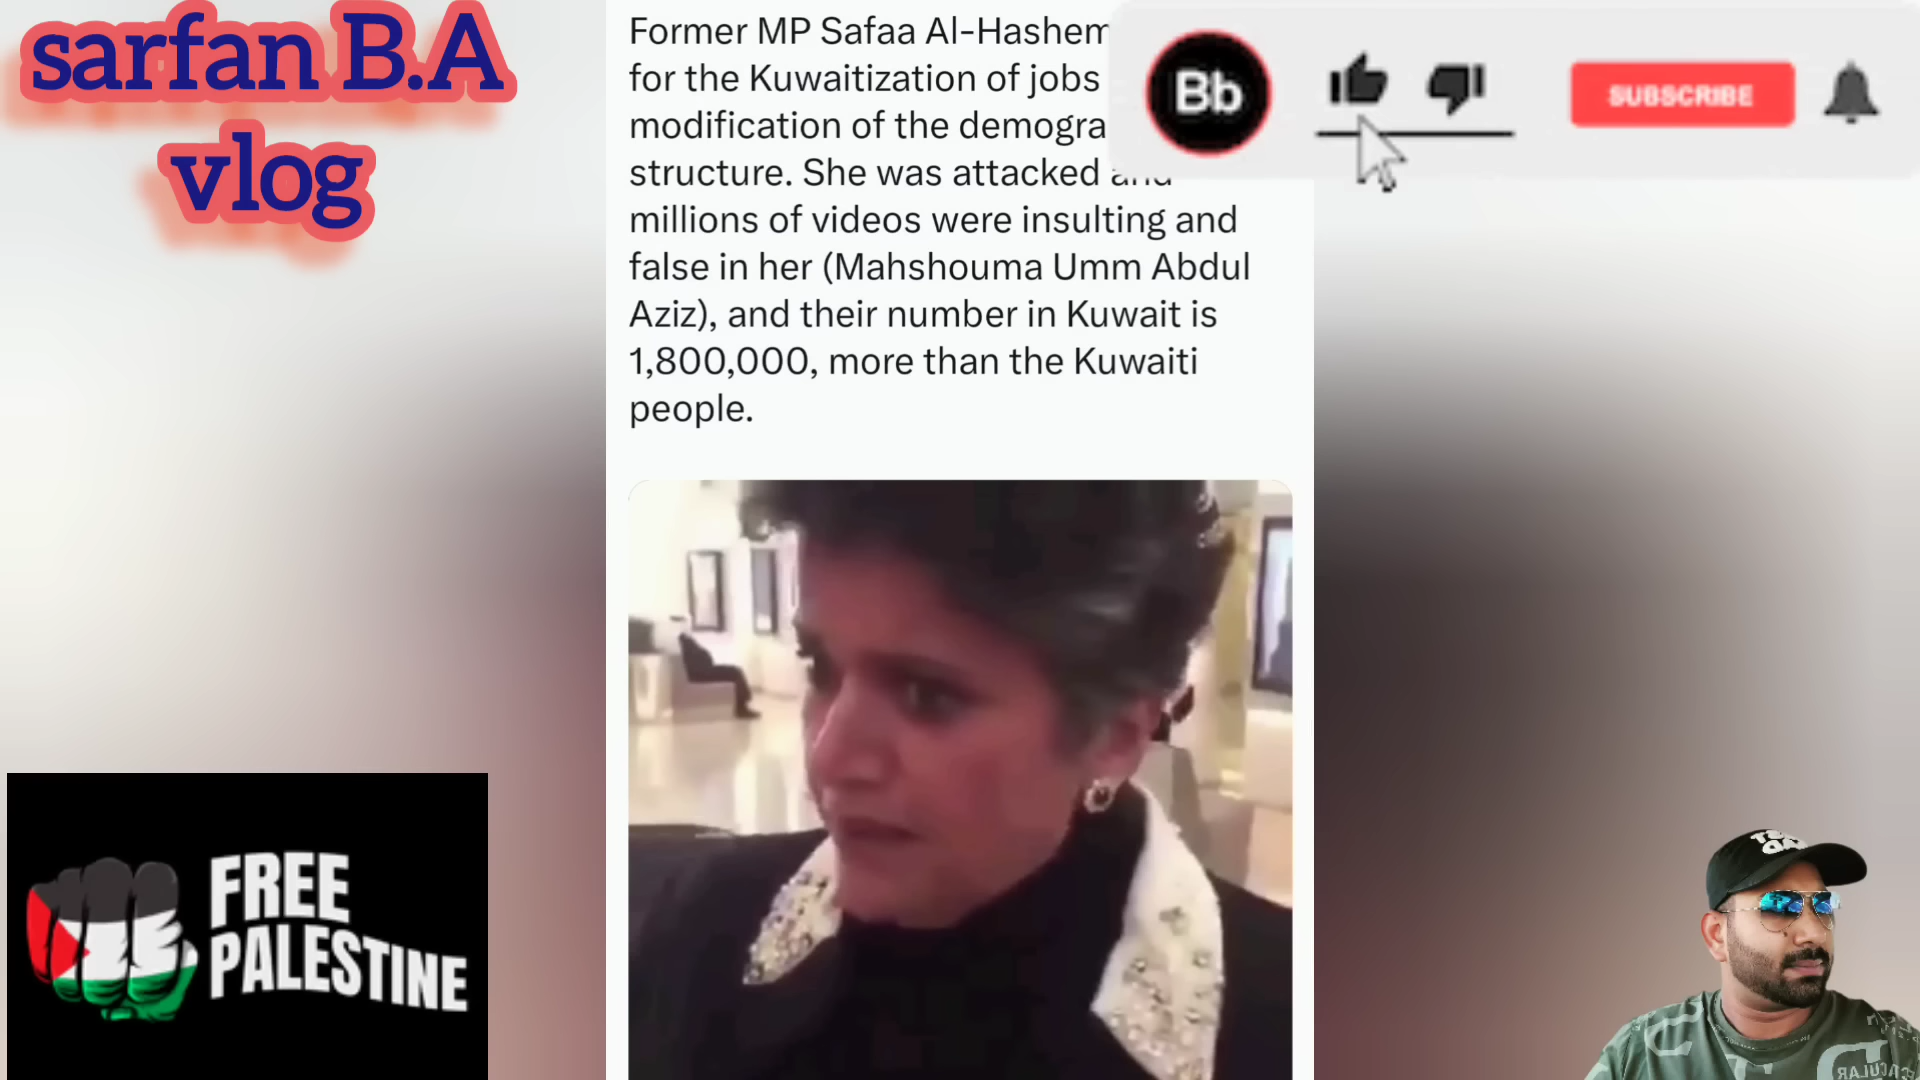 sarfan B.A
vlog
Former MP Safaa Al-Hashem
for the Kuwaitization of jobs
modification of the demogra
structure. She was attacked and
millions of videos were insulting and
false in her (Mahshouma Umm Abdul
Aziz), and their number in Kuwait is
1,800,000, more than the Kuwaiti
people.
Bb
SUBSCRIBE
FREE
PALESTINE